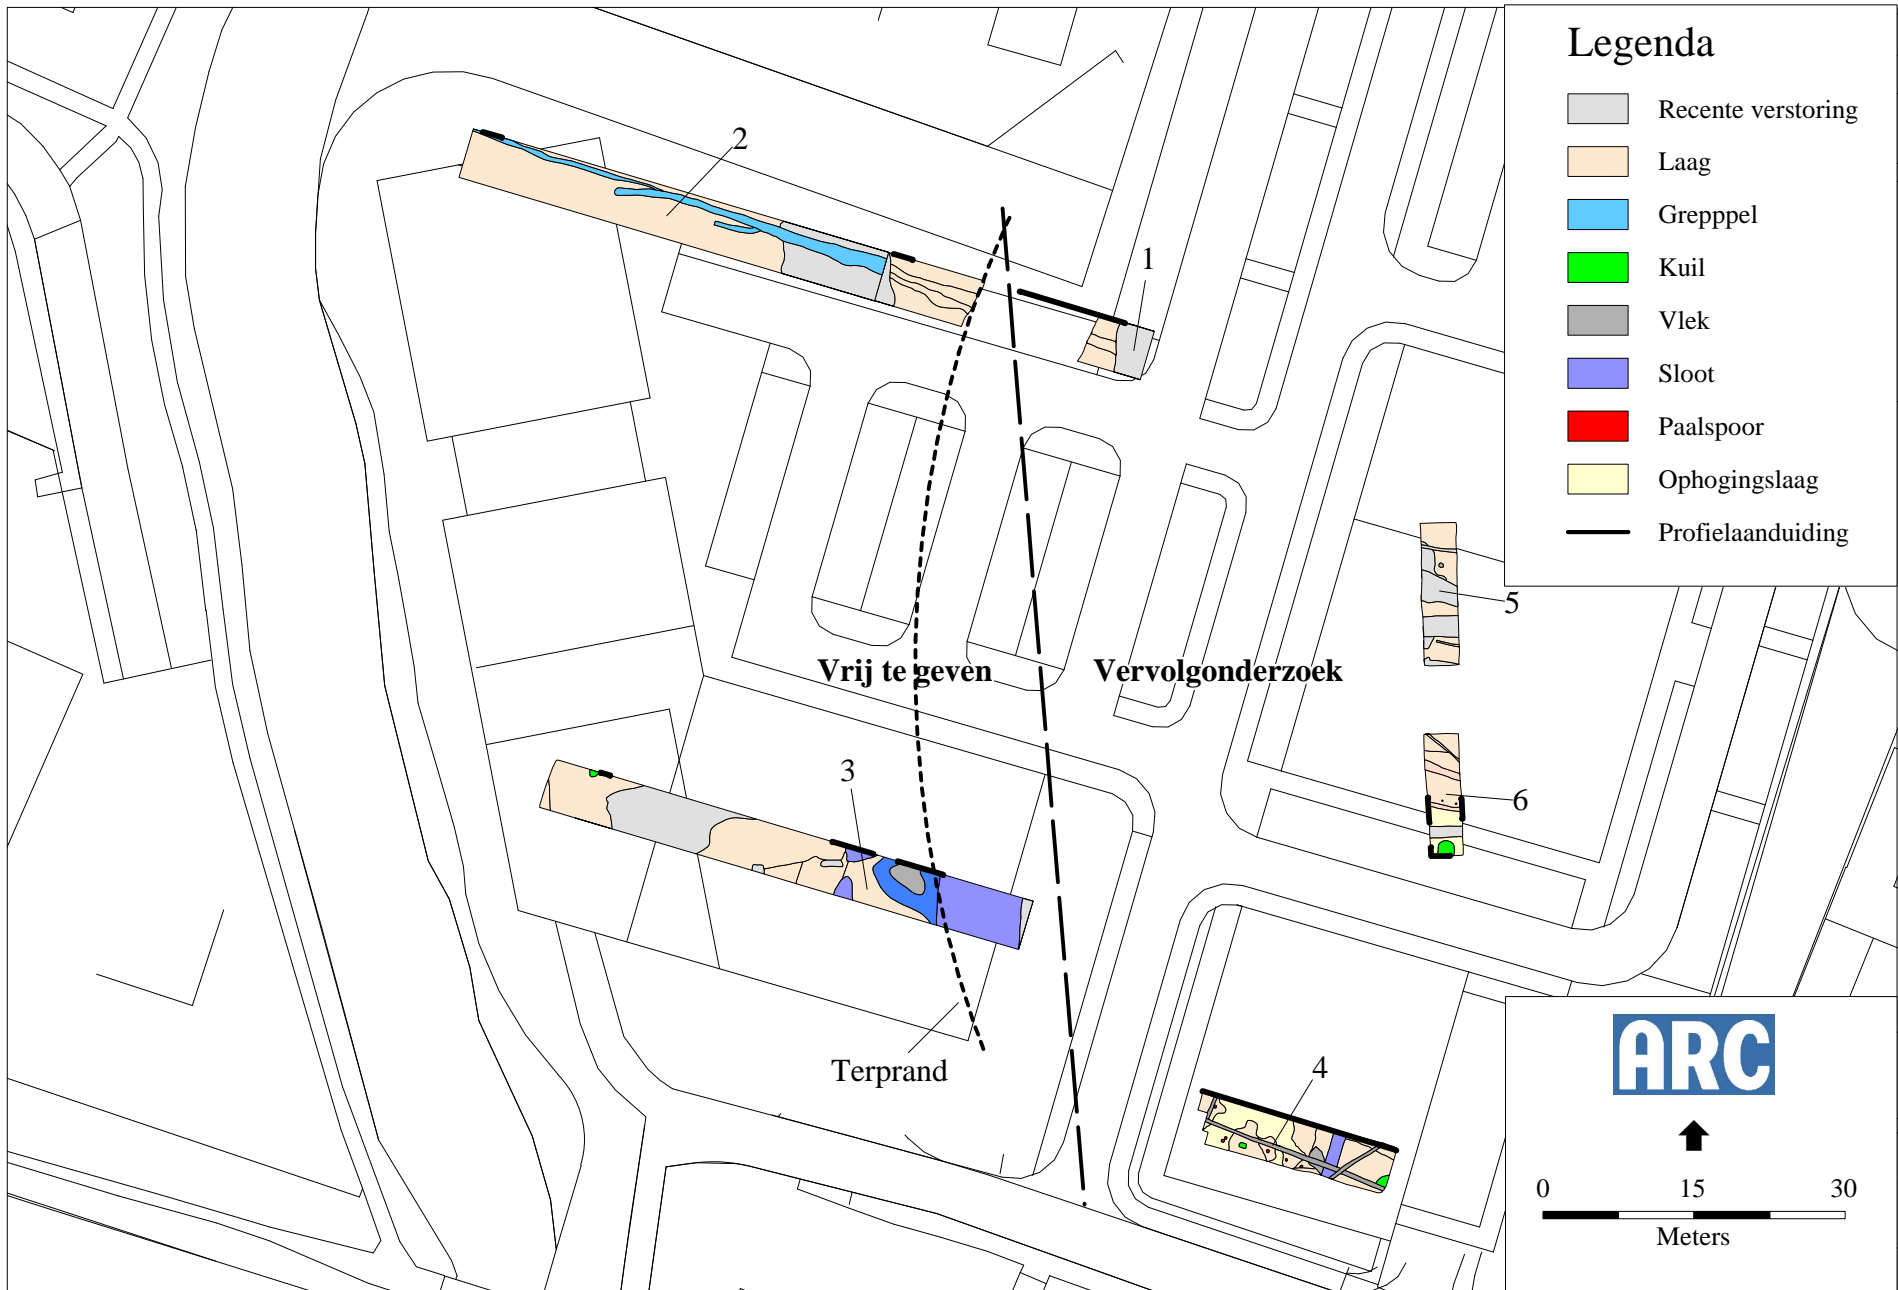 Legenda
Recente verstoring
Laag
Grepppel
Kuil
Vlek
Sloot
Paalspoor
Ophogingslaag
Profielaanduiding
2
1
5
Vrij te geven
Vervolgonderzoek
3
6
Terprand
4
ARC
0 15 30
Meters